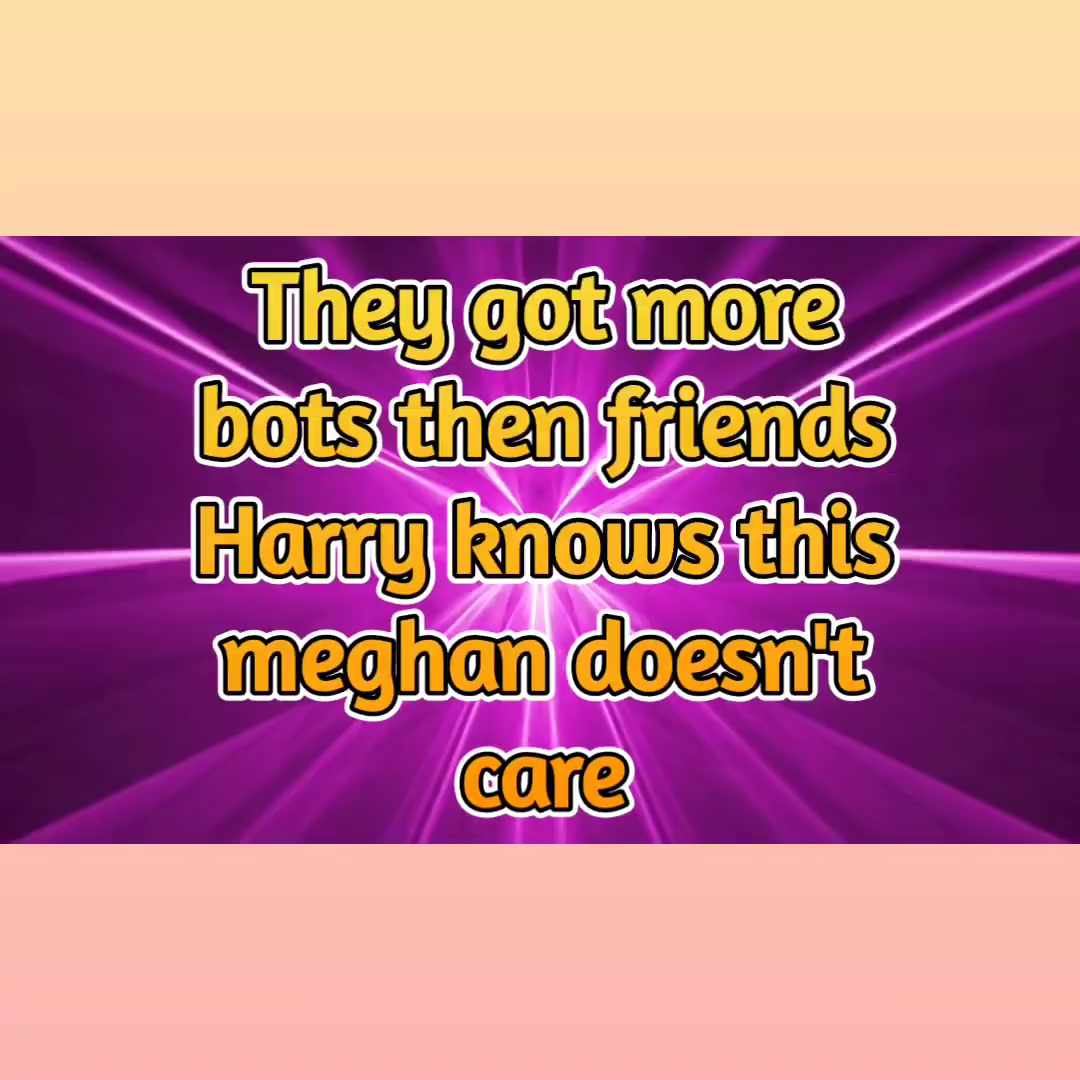 They got more
bots then friends
Harry knows this
meghan doesn't
care